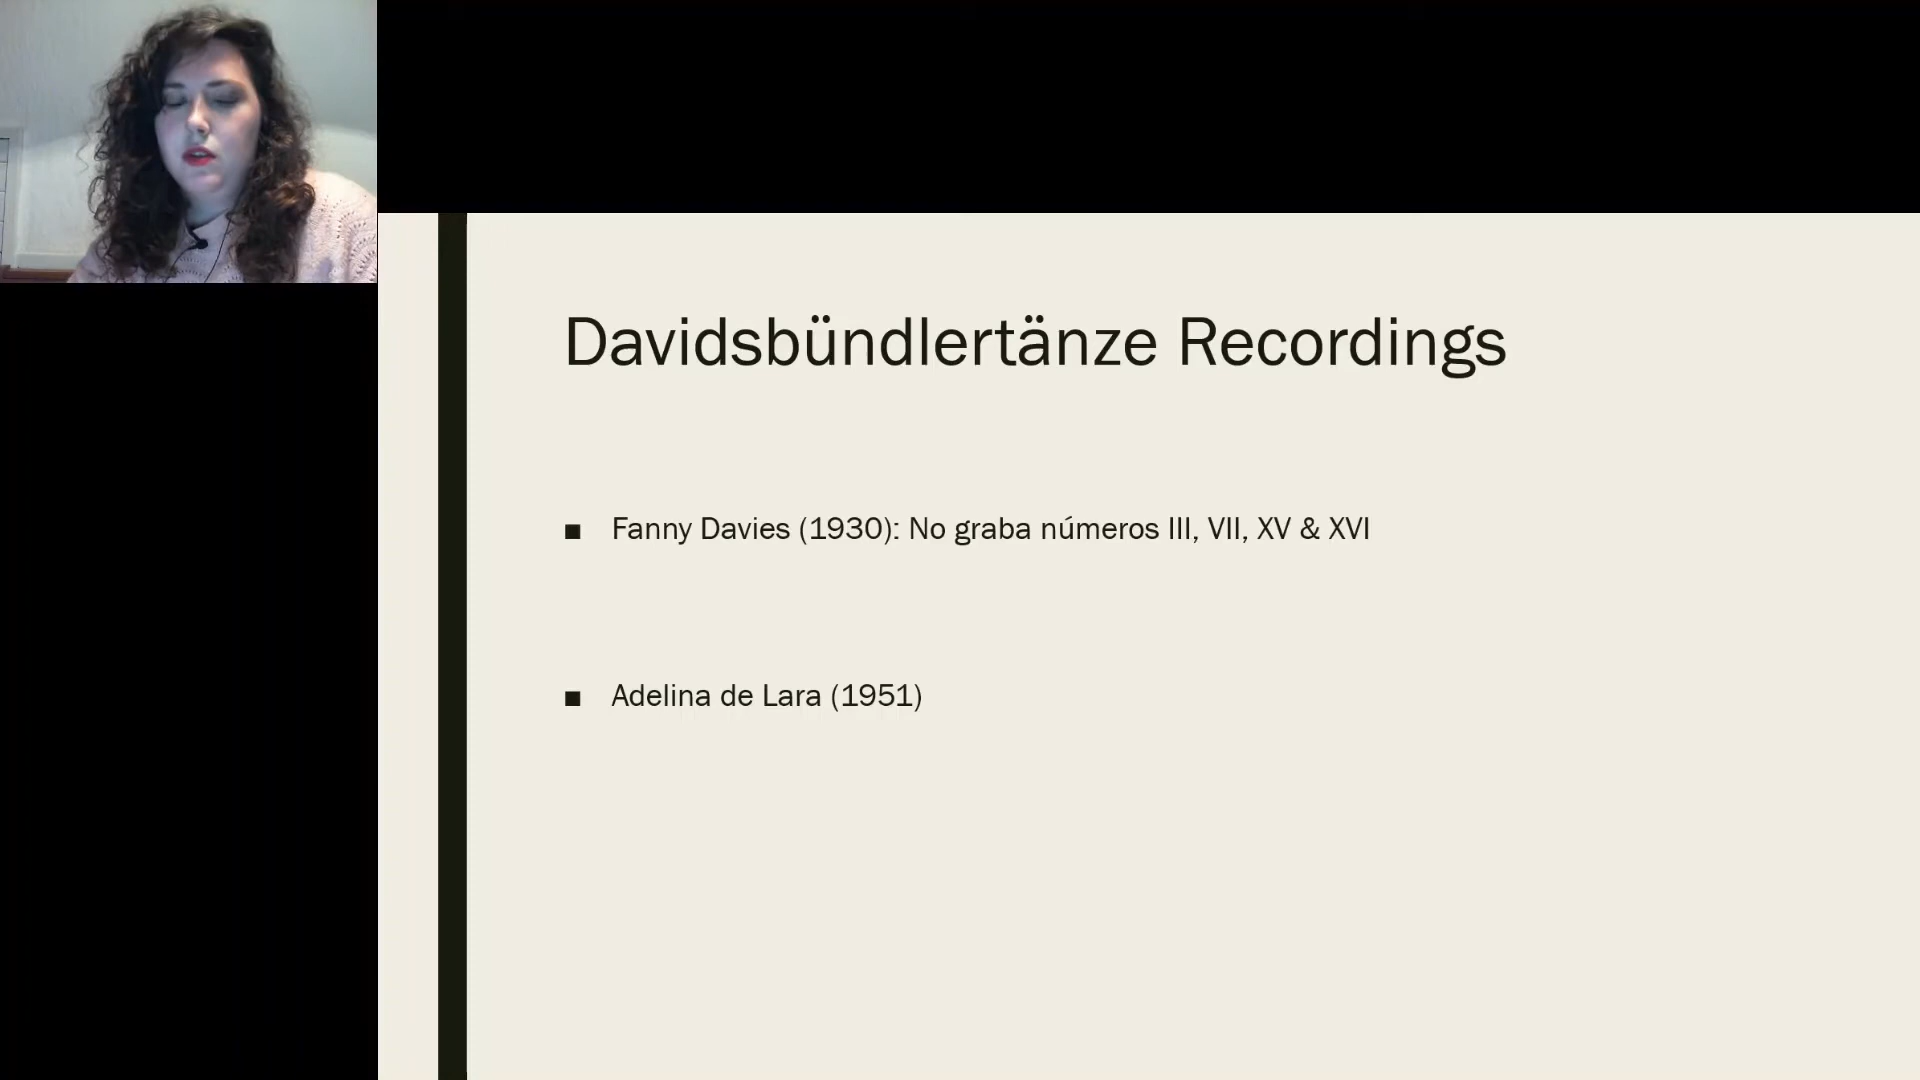 Davidsbündlertänze Recordings
■ Fanny Davies (1930): No graba números III, VII, XV & XVI
■ Adelina de Lara (1951)